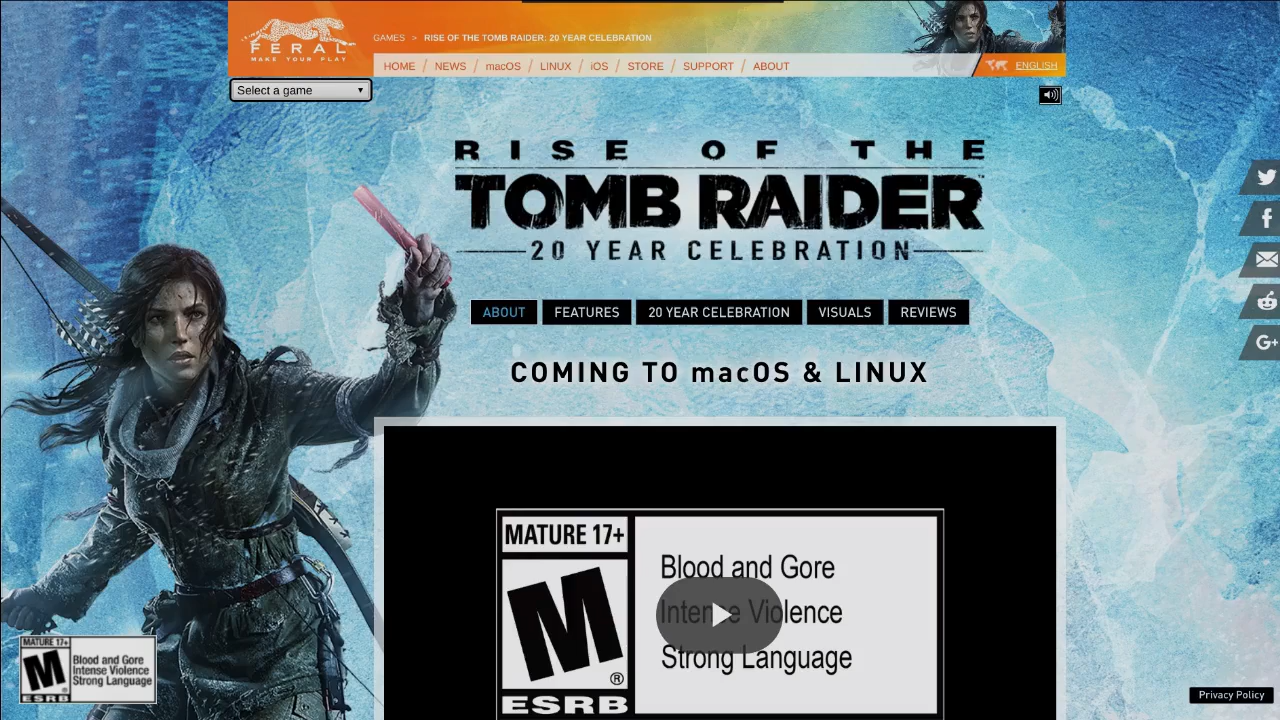 FERAL
MAKE YOUR PLAY
GAMES > RISE OF THE TOMB RAIDER: 20 YEAR CELEBRATION
HOME / NEWS / macOS / LINUX / iOS / STORE / SUPPORT / ABOUT
ENGLISH
Select a game
RISE OF THE
TOMB RAIDER™
20 YEAR CELEBRATION
ABOUT FEATURES 20 YEAR CELEBRATION VISUALS REVIEWS
COMING TO macOS & LINUX
MATURE 17+
M®
ESRB
Blood and Gore
Intense Violence
Strong Language
MATURE 17+
M®
ESRB
Blood and Gore
Intense Violence
Strong Language
Privacy Policy